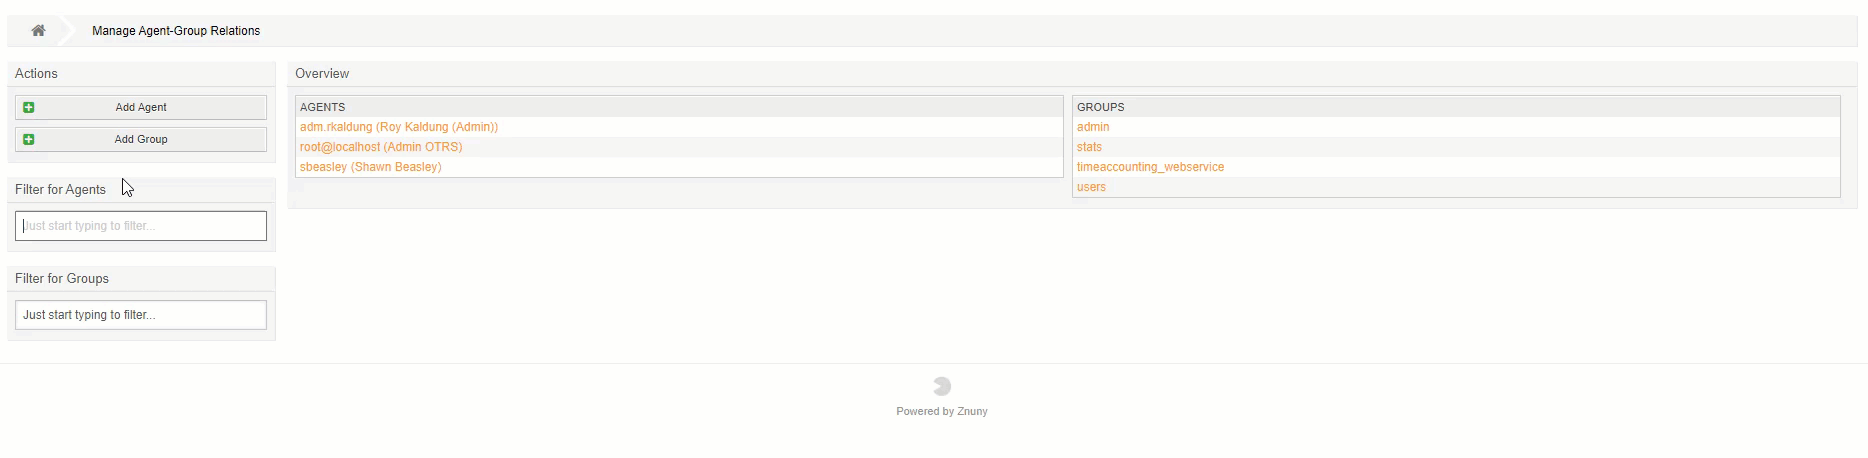 Manage Agent-Group Relations
Actions
Add Agent
Add Group
Filter for Agents
Just start typing to filter...
Filter for Groups
Just start typing to filter...
Overview
AGENTS
adm.rkaldung (Roy Kaldung (Admin))
root@localhost (Admin OTRS)
sbeasley (Shawn Beasley)
GROUPS
admin
stats
timeaccounting_webservice
users
Powered by Znuny